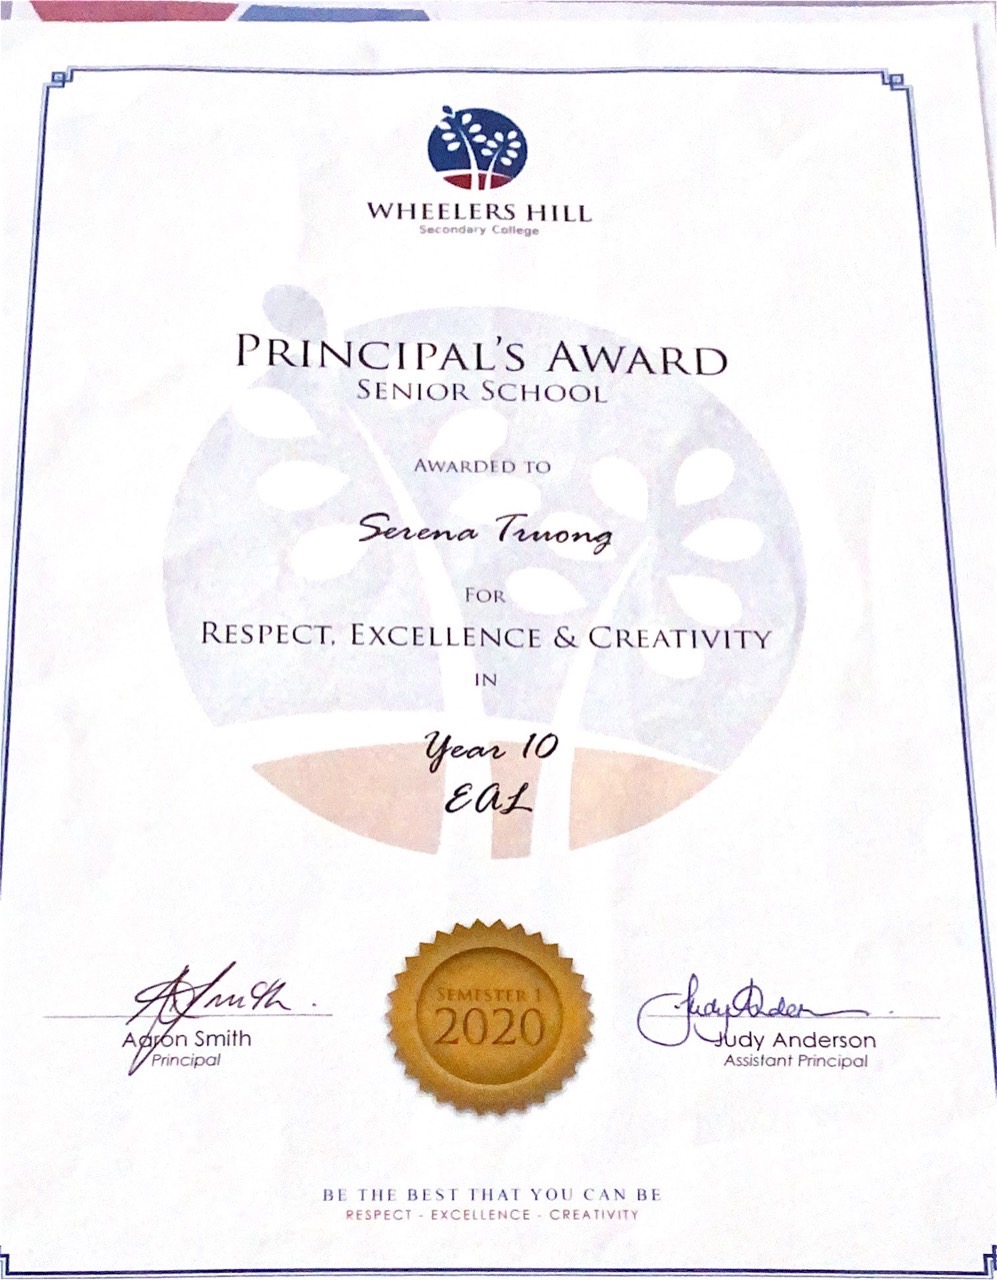 WHEELERS HILL
Secondary College
PRINCIPAL'S AWARD
SENIOR SCHOOL
AWARDED TO
Serena Truong
FOR
RESPECT, EXCELLENCE & CREATIVITY
IN
Year 10
EAL
SEMESTER 1
2020
A Smith
Aaron Smith
Principal
Judy Anderson
Judy Anderson
Assistant Principal
BE THE BEST THAT YOU CAN BE
RESPECT - EXCELLENCE - CREATIVITY